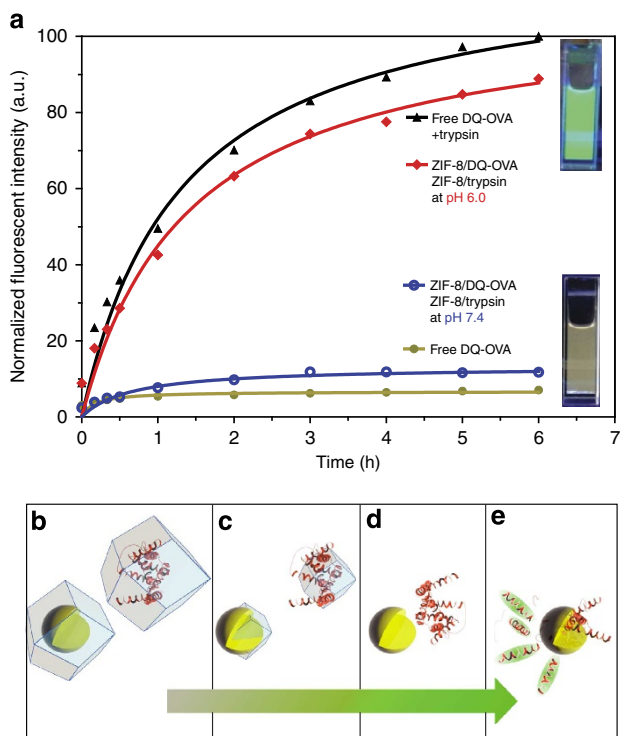 a
Normalized fluorescent intensity (a.u.)
100
80
60
40
20
0
0 1 2 3 4 5 6 7
Time (h)
Free DQ-OVA
+trypsin
ZIF-8/DQ-OVA
ZIF-8/trypsin
at pH 6.0
ZIF-8/DQ-OVA
ZIF-8/trypsin
at pH 7.4
Free DQ-OVA
b c d e